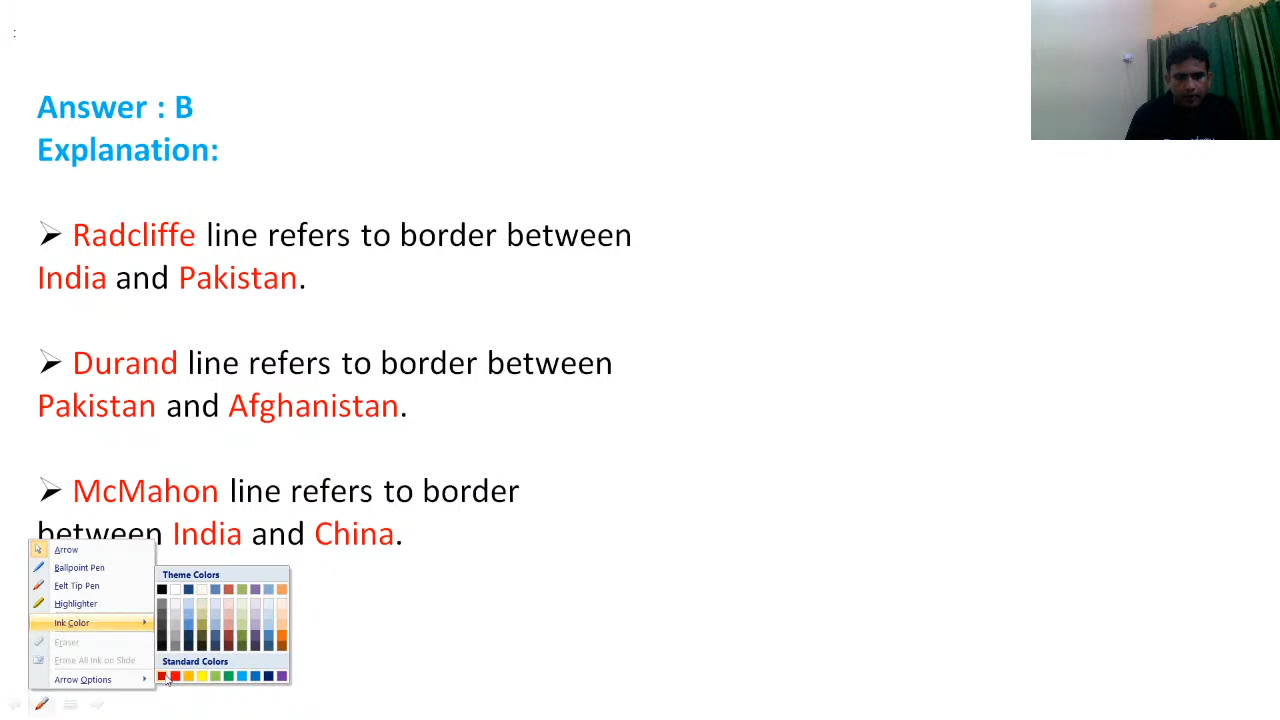 :
Answer : B
Explanation:
➢ Radcliffe line refers to border between
India and Pakistan.
➢ Durand line refers to border between
Pakistan and Afghanistan.
➢ McMahon line refers to border
between India and China.
Arrow
Ballpoint Pen
Felt Tip Pen
Highlighter
Ink Color
Eraser
Erase All Ink on Slide
Arrow Options
Theme Colors
Standard Colors